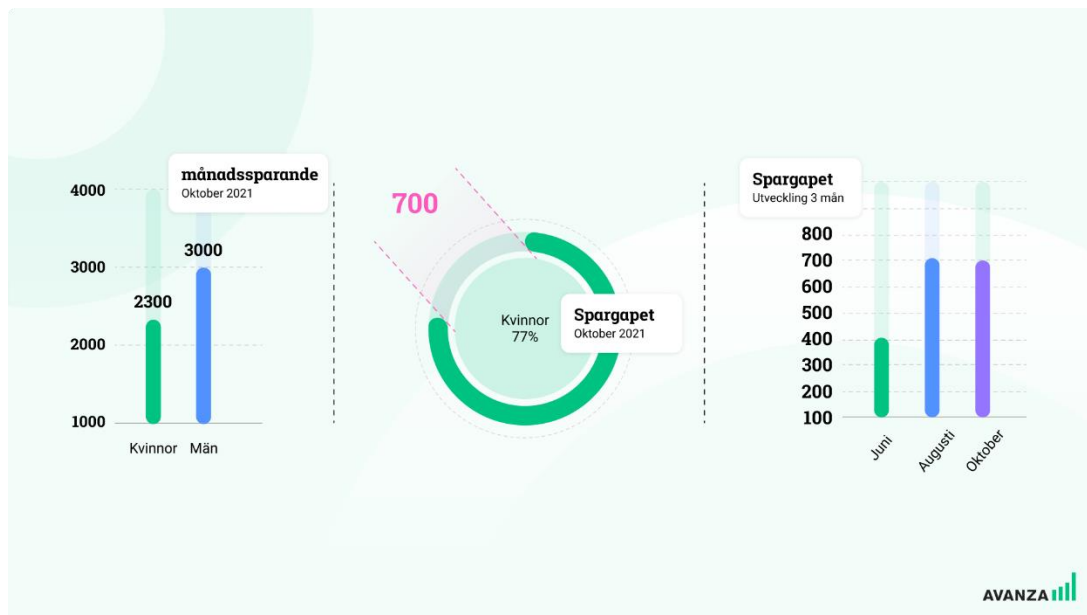 månadssparande
Oktober 2021
4000
3000
2000
1000
2300
3000
Kvinnor
Män
700
Kvinnor
77%
Spargapet
Oktober 2021
Spargapet
Utveckling 3 mån
800
700
600
500
400
300
200
100
Juni
Augusti
Oktober
AVANZA